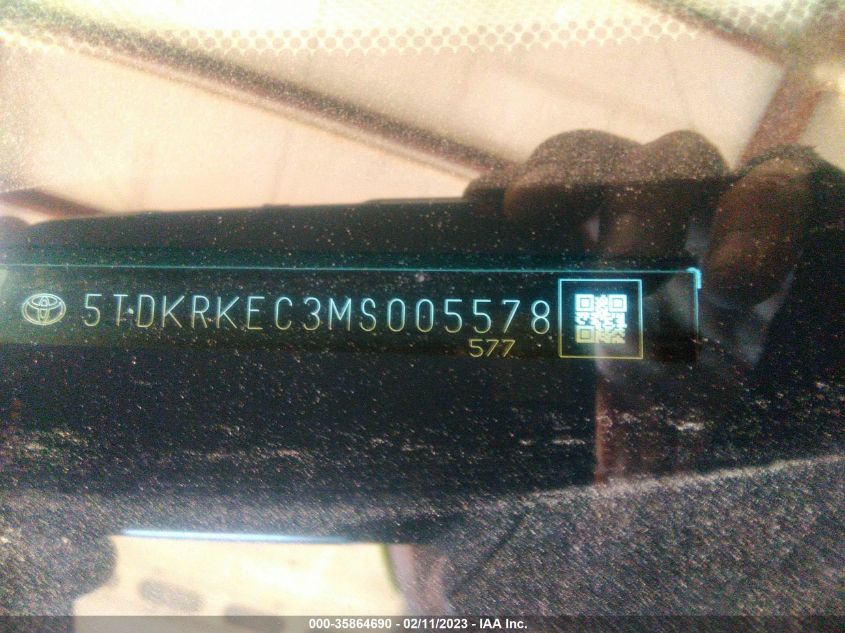 5TDKRKEC3MS005578
577
000-35864690 - 02/11/2023 - IAA Inc.